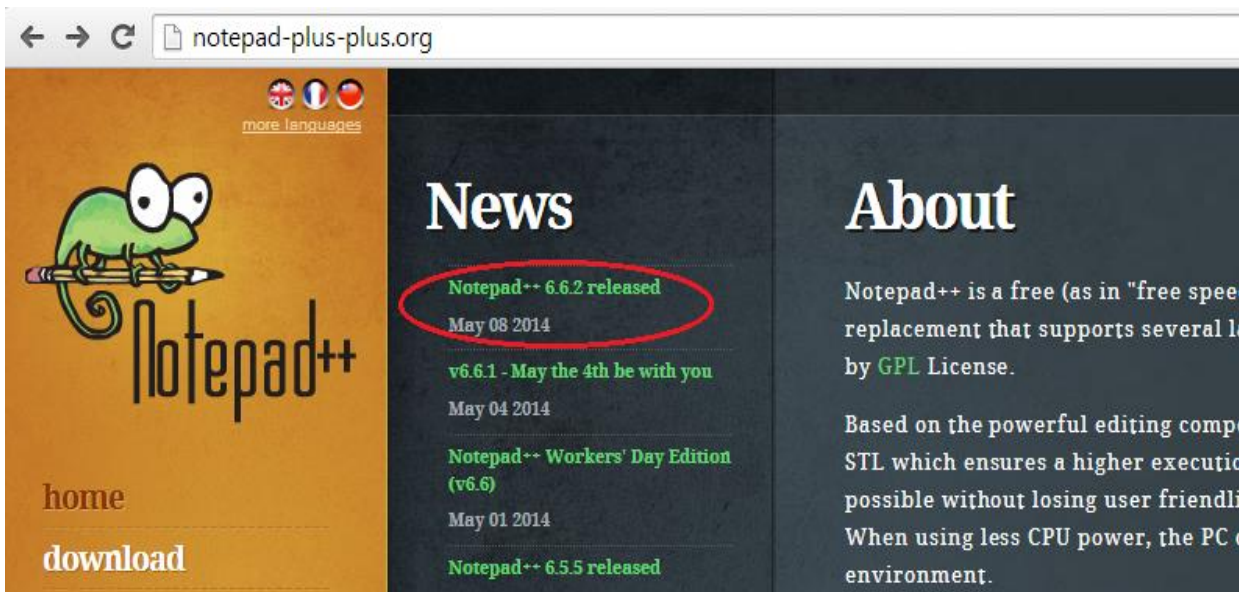 notepad-plus-plus.org
more languages
Notepad++
home
download
News
Notepad++ 6.6.2 released
May 08 2014
v6.6.1 - May the 4th be with you
May 04 2014
Notepad++ Workers' Day Edition
(v6.6)
May 01 2014
Notepad++ 6.5.5 released
About
Notepad++ is a free (as in "free spee
replacement that supports several la
by GPL License.
Based on the powerful editing comp
STL which ensures a higher executio
possible without losing user friendli
When using less CPU power, the PC
environment.